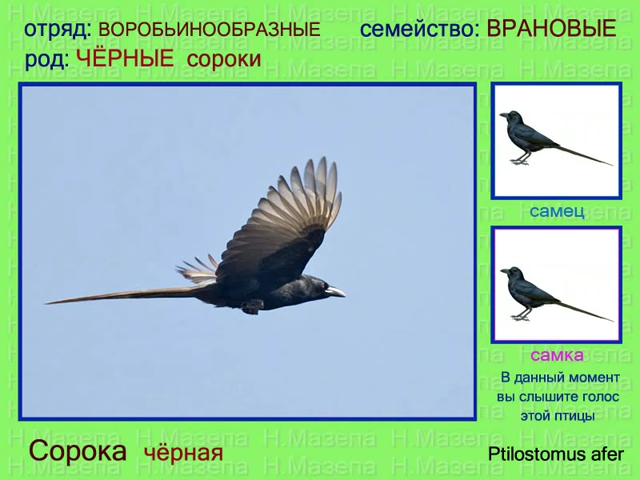 отряд: ВОРОБЬИНООБРАЗНЫЕ семейство: ВРАНОВЫЕ
род: ЧЁРНЫЕ сороки
самец
самка
В данный момент
вы слышите голос
этой птицы
Сорока чёрная
Ptilostomus afer
Н.Мазепа